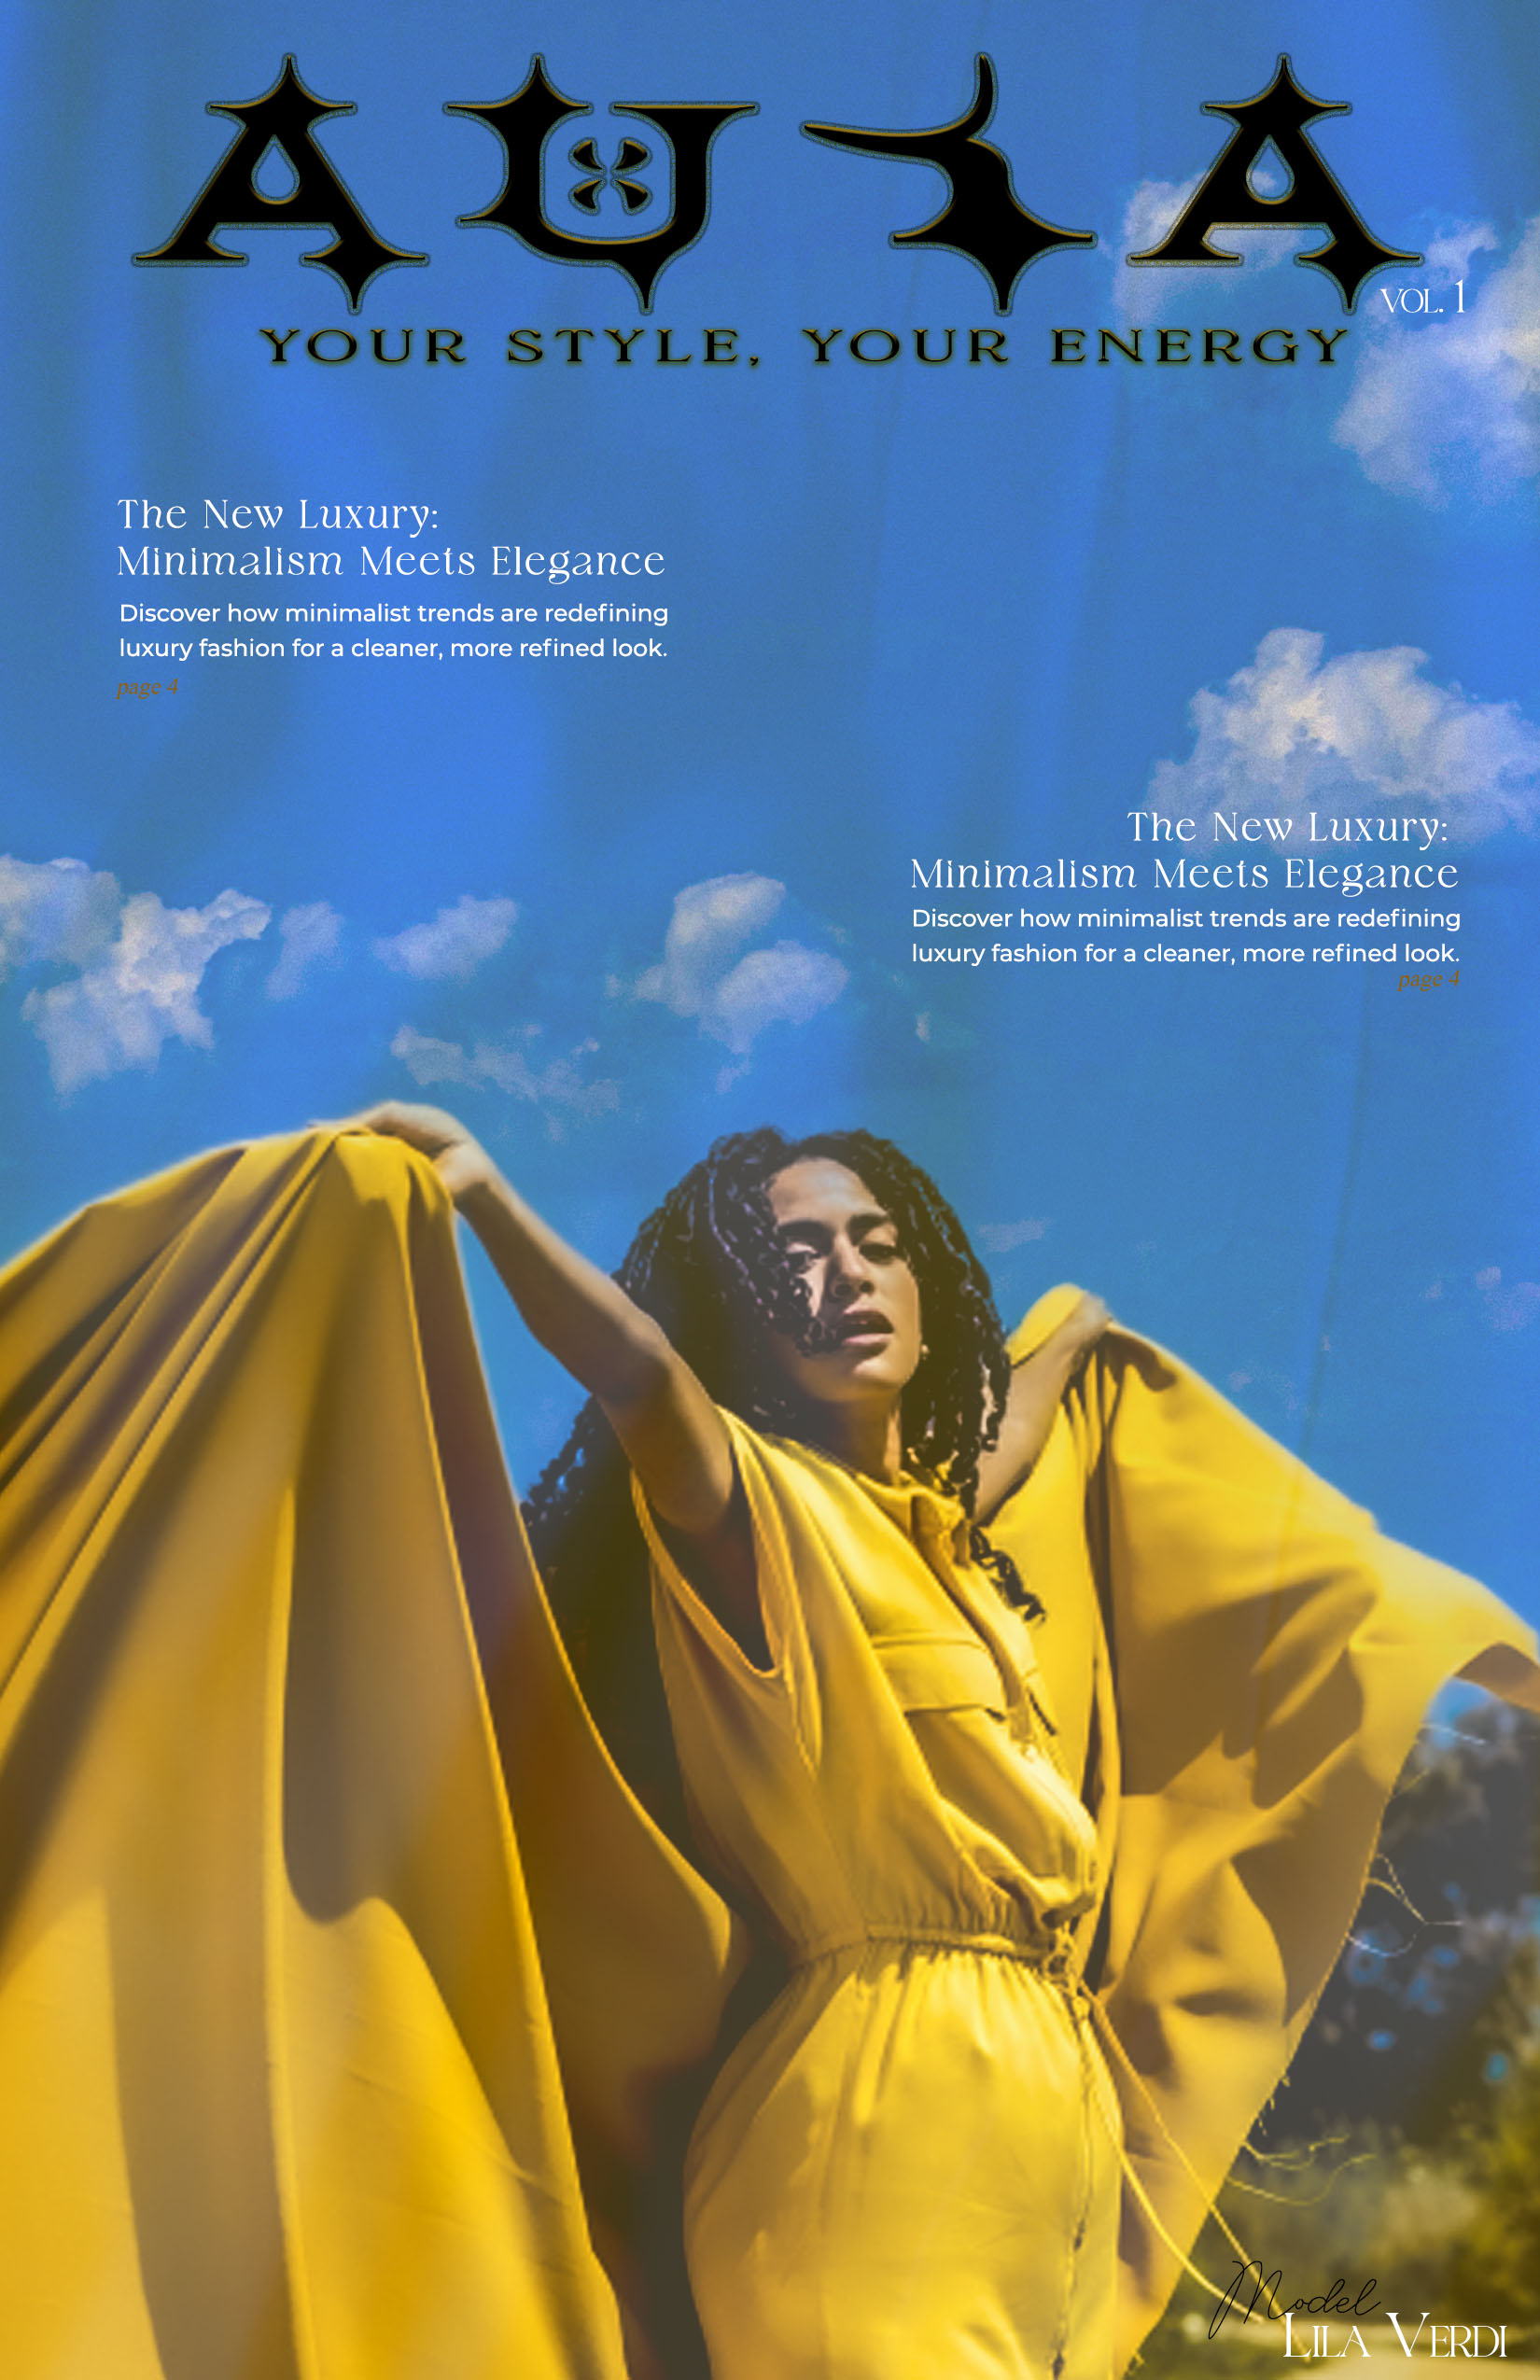 AURA
VOL. 1
YOUR STYLE, YOUR ENERGY
The New Luxury:
Minimalism Meets Elegance
Discover how minimalist trends are redefining
luxury fashion for a cleaner, more refined look.
page 4
The New Luxury:
Minimalism Meets Elegance
Discover how minimalist trends are redefining
luxury fashion for a cleaner, more refined look.
page 4
Model
LILA VERDI